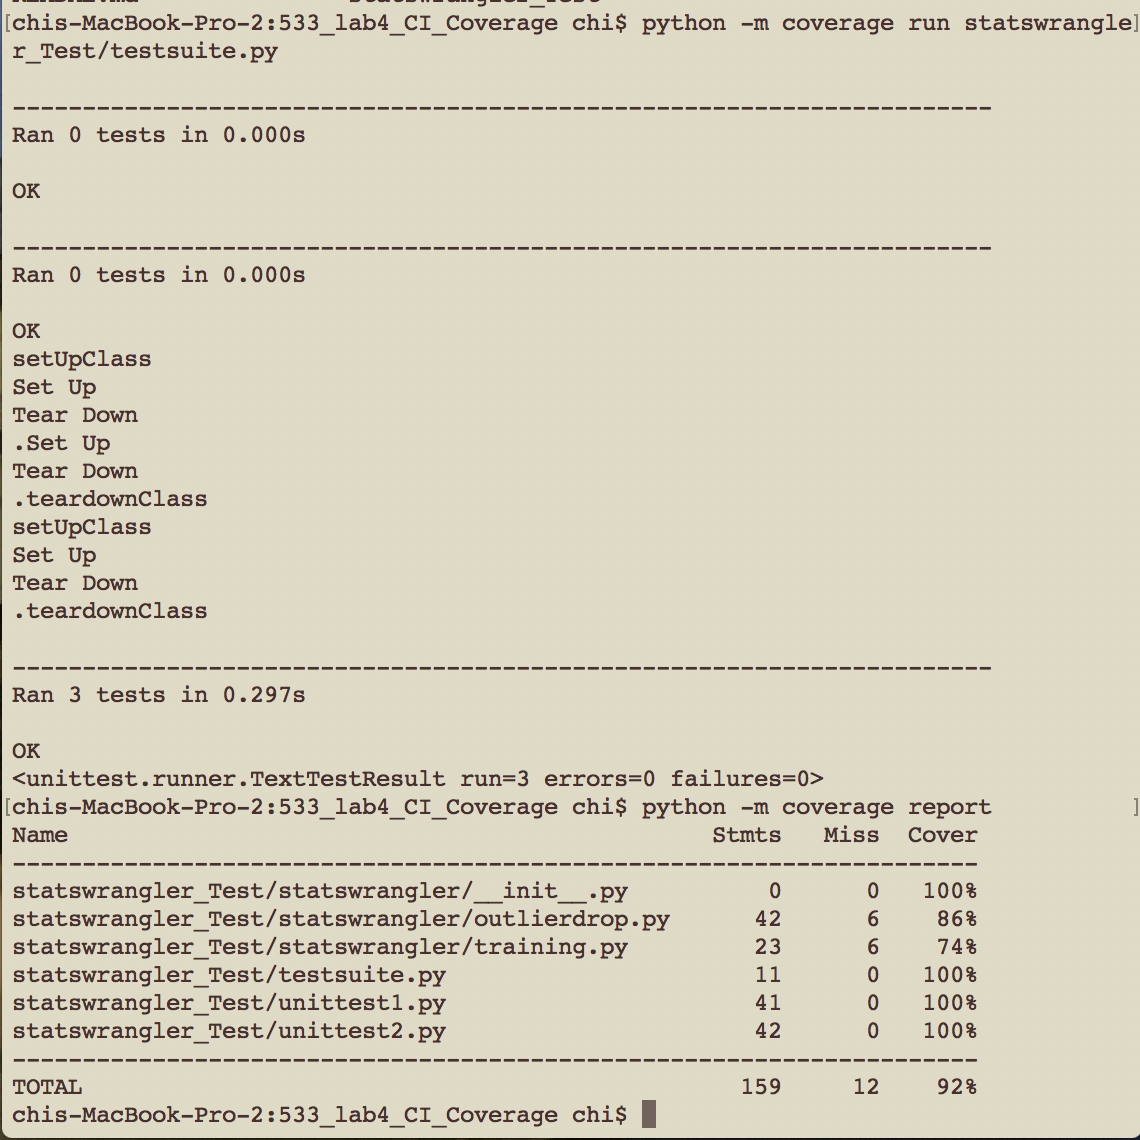 [chis-MacBook-Pro-2:533_lab4_CI_Coverage chi$ python -m coverage run statswrangle]
r_Test/testsuite.py
----------------------------------------------------------------------
Ran 0 tests in 0.000s
OK
----------------------------------------------------------------------
Ran 0 tests in 0.000s
OK
setUpClass
Set Up
Tear Down
.Set Up
Tear Down
.teardownClass
setUpClass
Set Up
Tear Down
.teardownClass
----------------------------------------------------------------------
Ran 3 tests in 0.297s
OK
<unittest.runner.TextTestResult run=3 errors=0 failures=0>
[chis-MacBook-Pro-2:533_lab4_CI_Coverage chi$ python -m coverage report ]
Name Stmts Miss Cover
---------------------------------------------------------------------
statswrangler_Test/statswrangler/__init__.py 0 0 100%
statswrangler_Test/statswrangler/outlierdrop.py 42 6 86%
statswrangler_Test/statswrangler/training.py 23 6 74%
statswrangler_Test/testsuite.py 11 0 100%
statswrangler_Test/unittest1.py 41 0 100%
statswrangler_Test/unittest2.py 42 0 100%
---------------------------------------------------------------------
TOTAL 159 12 92%
chis-MacBook-Pro-2:533_lab4_CI_Coverage chi$